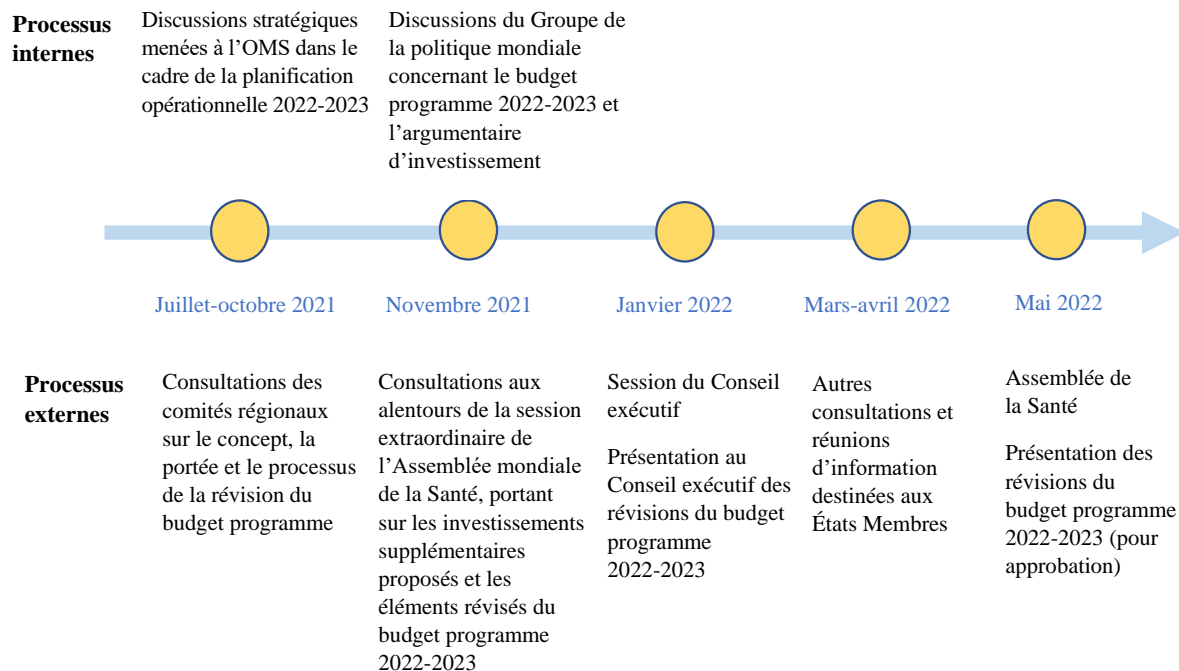 Processus
internes
Discussions stratégiques
menées à l’OMS dans le
cadre de la planification
opérationnelle 2022-2023
Discussions du Groupe de
la politique mondiale
concernant le budget
programme 2022-2023 et
l’argumentaire
d’investissement
Juillet-octobre 2021
Novembre 2021
Janvier 2022
Mars-avril 2022
Mai 2022
Processus
externes
Consultations des
comités régionaux
sur le concept, la
portée et le processus
de la révision du
budget programme
Consultations aux
alentours de la session
extraordinaire de
l’Assemblée mondiale
de la Santé, portant
sur les investissements
supplémentaires
proposés et les
éléments révisés du
budget programme
2022-2023
Session du Conseil
exécutif
Présentation au
Conseil exécutif des
révisions du budget
programme
2022-2023
Autres
consultations et
réunions
d’information
destinées aux
États Membres
Assemblée de
la Santé
Présentation des
révisions du
budget programme
2022-2023 (pour
approbation)